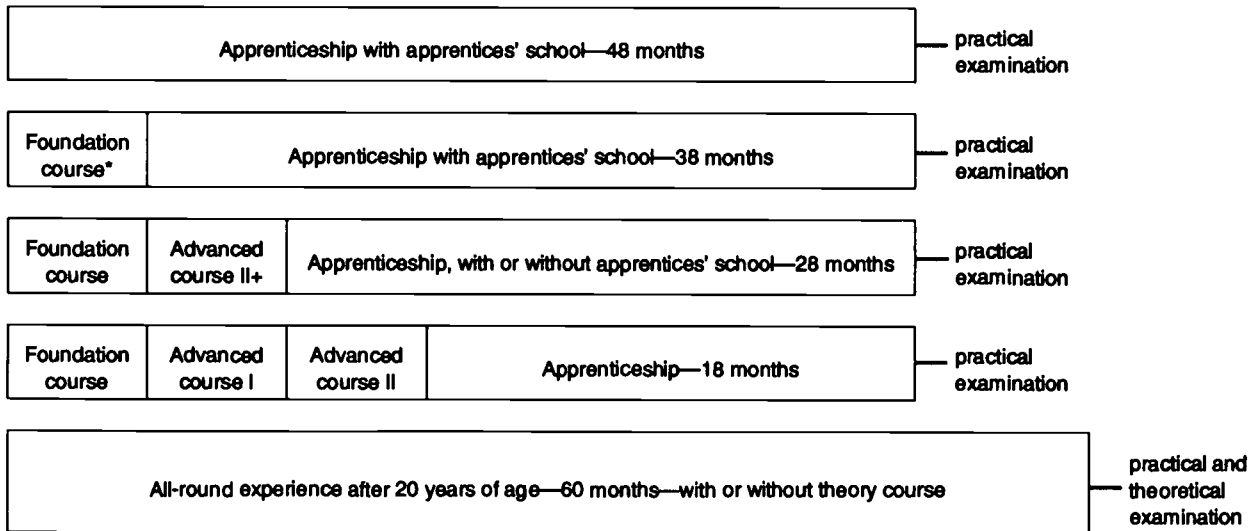 Apprenticeship with apprentices' school—48 months
practical
examination
Foundation
course*
Apprenticeship with apprentices' school—38 months
practical
examination
Foundation
course
Advanced
course II+
Apprenticeship, with or without apprentices' school—28 months
practical
examination
Foundation
course
Advanced
course I
Advanced
course II
Apprenticeship—18 months
practical
examination
All-round experience after 20 years of age—60 months—with or without theory course
practical and
theoretical
examination